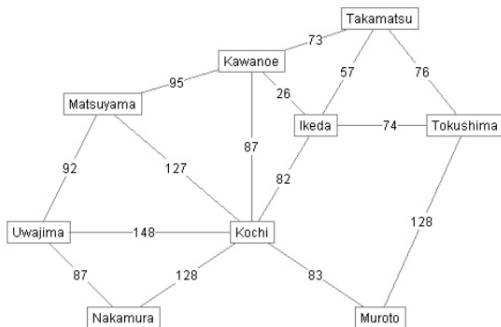 Takamatsu
73
Kawanoe
95
57
76
26
Matsuyama
Ikeda
74
Tokushima
87
127
82
92
128
Uwajima
148
Kochi
87
128
83
Nakamura
Muroto